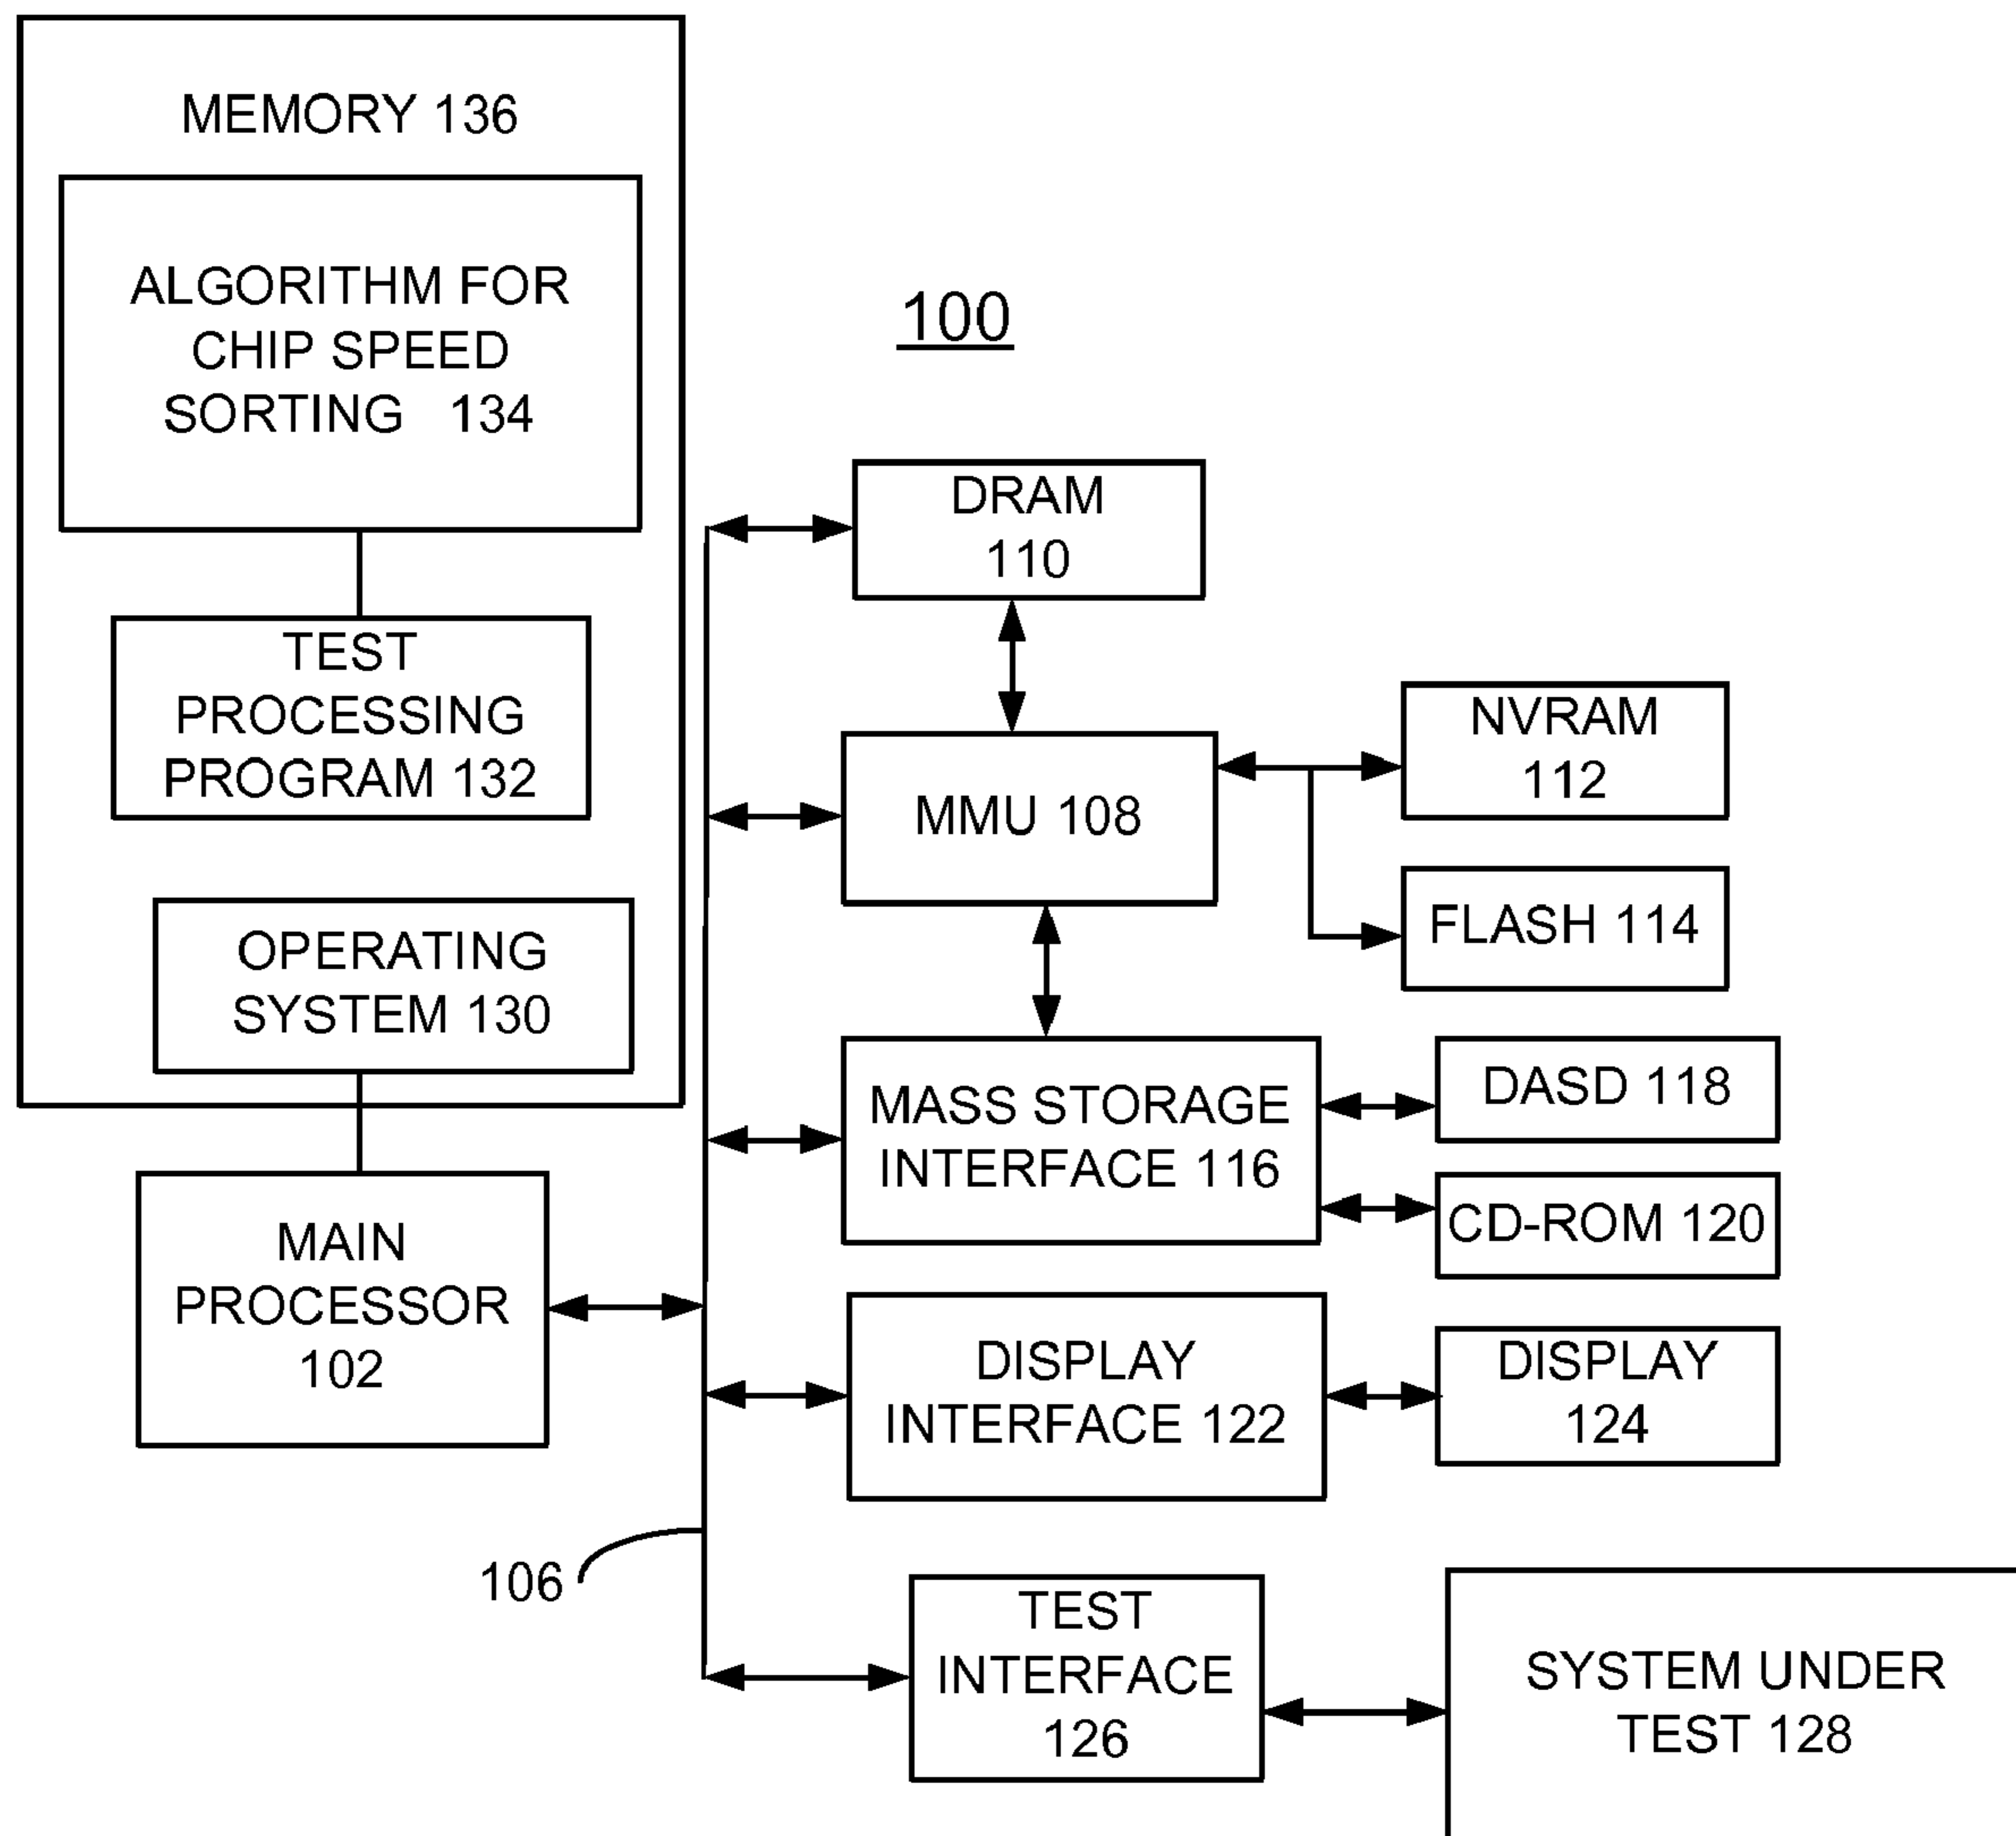 MEMORY 136
ALGORITHM FOR
CHIP SPEED
SORTING 134
TEST
PROCESSING
PROGRAM 132
OPERATING
SYSTEM 130
MAIN
PROCESSOR
102
100
DRAM
110
MMU 108
NVRAM
112
FLASH 114
MASS STORAGE
INTERFACE 116
DASD 118
CD-ROM 120
DISPLAY
INTERFACE 122
DISPLAY
124
106
TEST
INTERFACE
126
SYSTEM UNDER
TEST 128